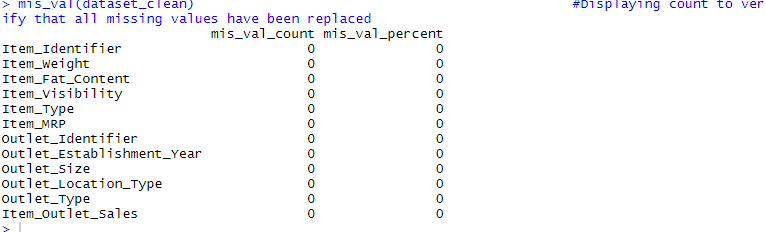 > mis_val(dataset_clean) #Displaying count to ver
ify that all missing values have been replaced
mis_val_count mis_val_percent
Item_Identifier 0 0
Item_Weight 0 0
Item_Fat_Content 0 0
Item_Visibility 0 0
Item_Type 0 0
Item_MRP 0 0
Outlet_Identifier 0 0
Outlet_Establishment_Year 0 0
Outlet_Size 0 0
Outlet_Location_Type 0 0
Outlet_Type 0 0
Item_Outlet_Sales 0 0
>